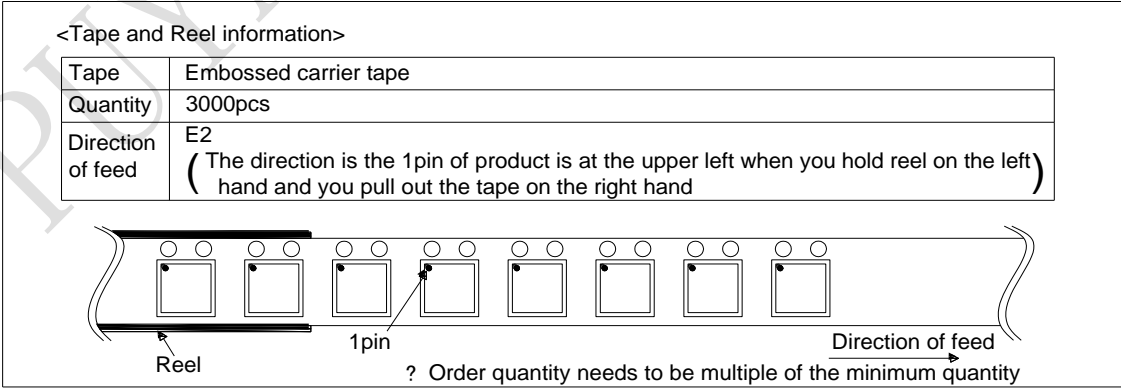 <Tape and Reel information>
Tape Embossed carrier tape
Quantity 3000pcs
Direction of feed E2
( The direction is the 1pin of product is at the upper left when you hold reel on the left
hand and you pull out the tape on the right hand )
1pin
Reel
Direction of feed
? Order quantity needs to be multiple of the minimum quantity
PUY